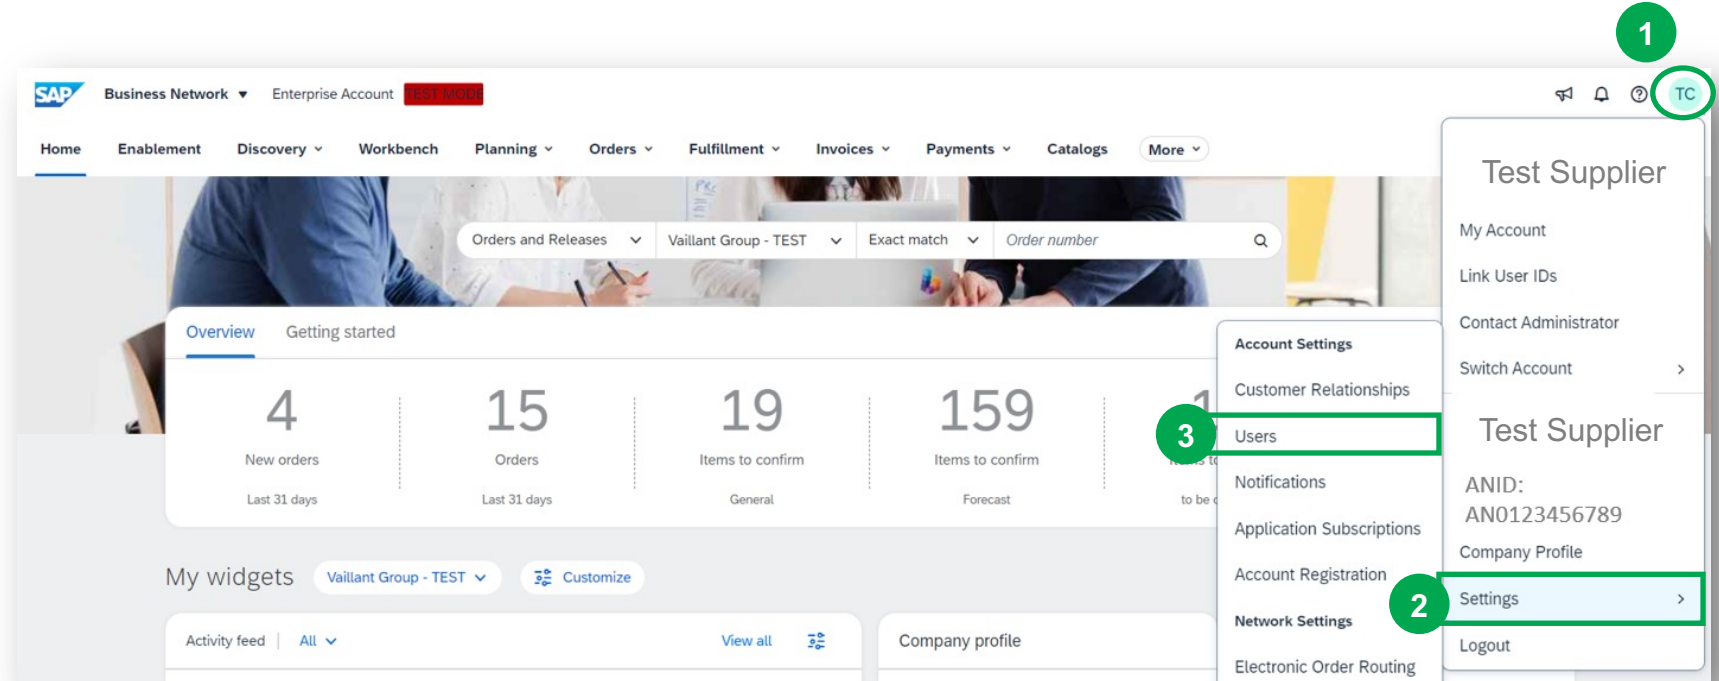 1
SAP Business Network Enterprise Account TEST MODE TC
Home Enablement Discovery Workbench Planning Orders Fulfillment Invoices Payments Catalogs More
Test Supplier
My Account
Link User IDs
Contact Administrator
Switch Account
Test Supplier
ANID:
AN0123456789
Company Profile
2 Settings
Logout
Orders and Releases Vaillant Group - TEST Exact match Order number
Overview Getting started
4
New orders
Last 31 days
15
Orders
Last 31 days
19
Items to confirm
General
159
Items to confirm
Forecast
to be
Account Settings
Customer Relationships
3 Users
Notifications
Application Subscriptions
Account Registration
Network Settings
Electronic Order Routing
My widgets Vaillant Group - TEST Customize
Activity feed All View all
Company profile